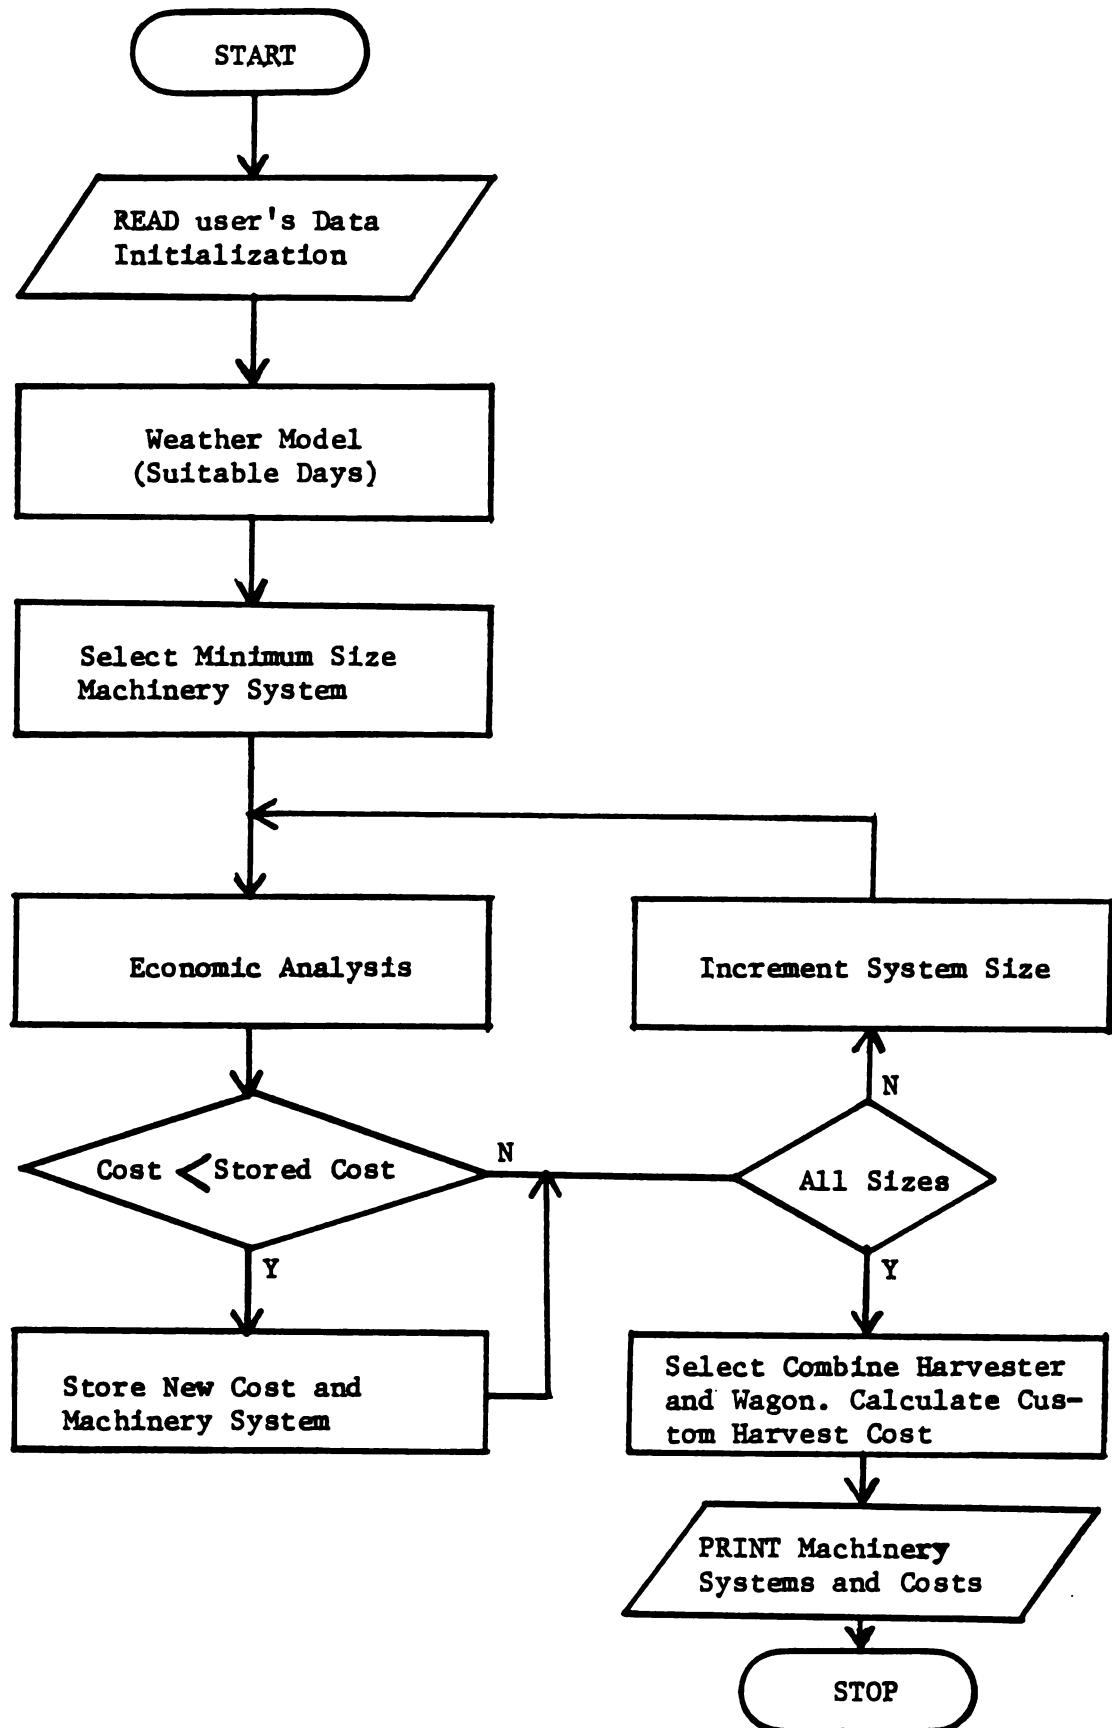 START
READ user's Data
Initialization
Weather Model
(Suitable Days)
Select Minimum Size
Machinery System
Economic Analysis
Increment System Size
N
Cost < Stored Cost
N
All Sizes
Y
Y
Store New Cost and
Machinery System
Select Combine Harvester
and Wagon. Calculate Cus-
tom Harvest Cost
PRINT Machinery
Systems and Costs
STOP